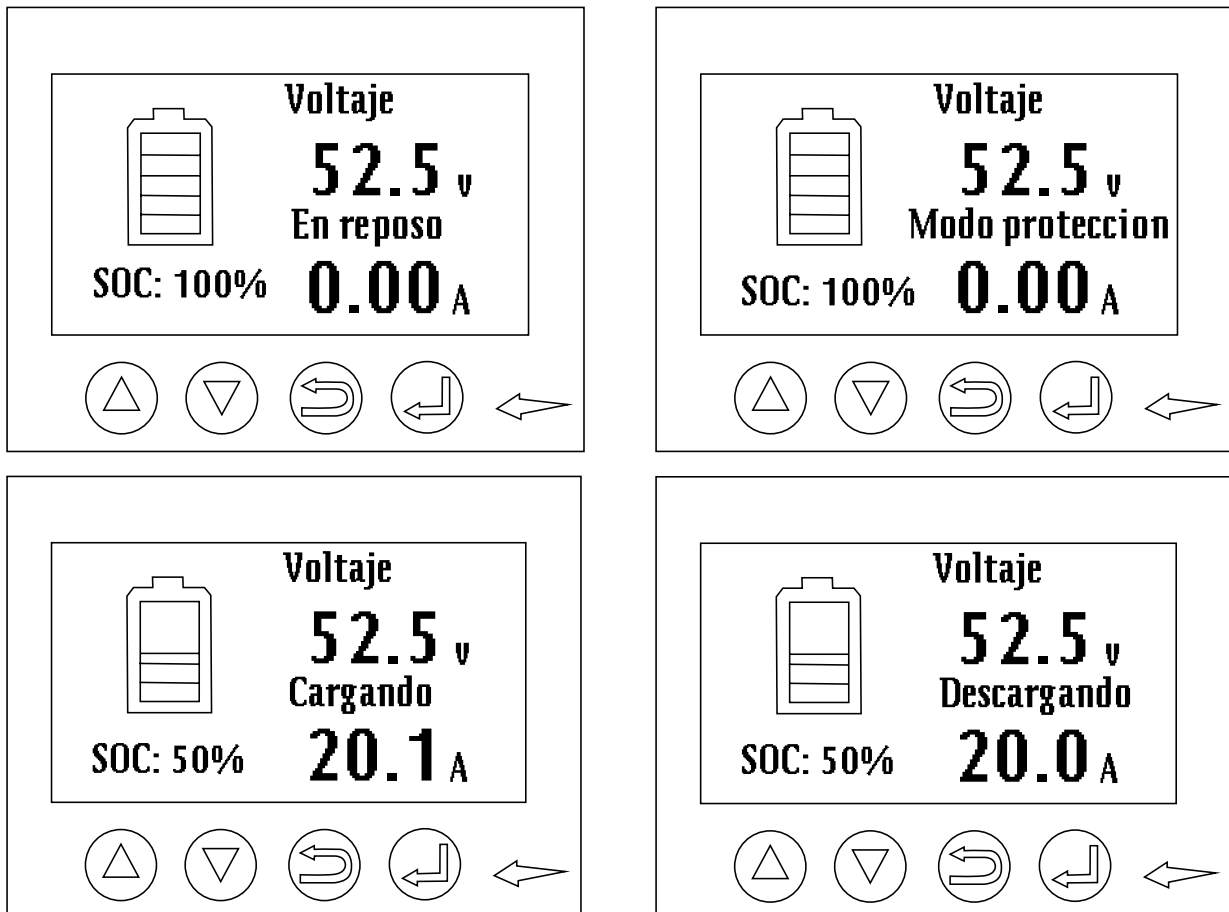 Voltaje
52.5 v
En reposo
SOC: 100% 0.00 A
Voltaje
52.5 v
Modo proteccion
SOC: 100% 0.00 A
Voltaje
52.5 v
Cargando
SOC: 50% 20.1 A
Voltaje
52.5 v
Descargando
SOC: 50% 20.0 A